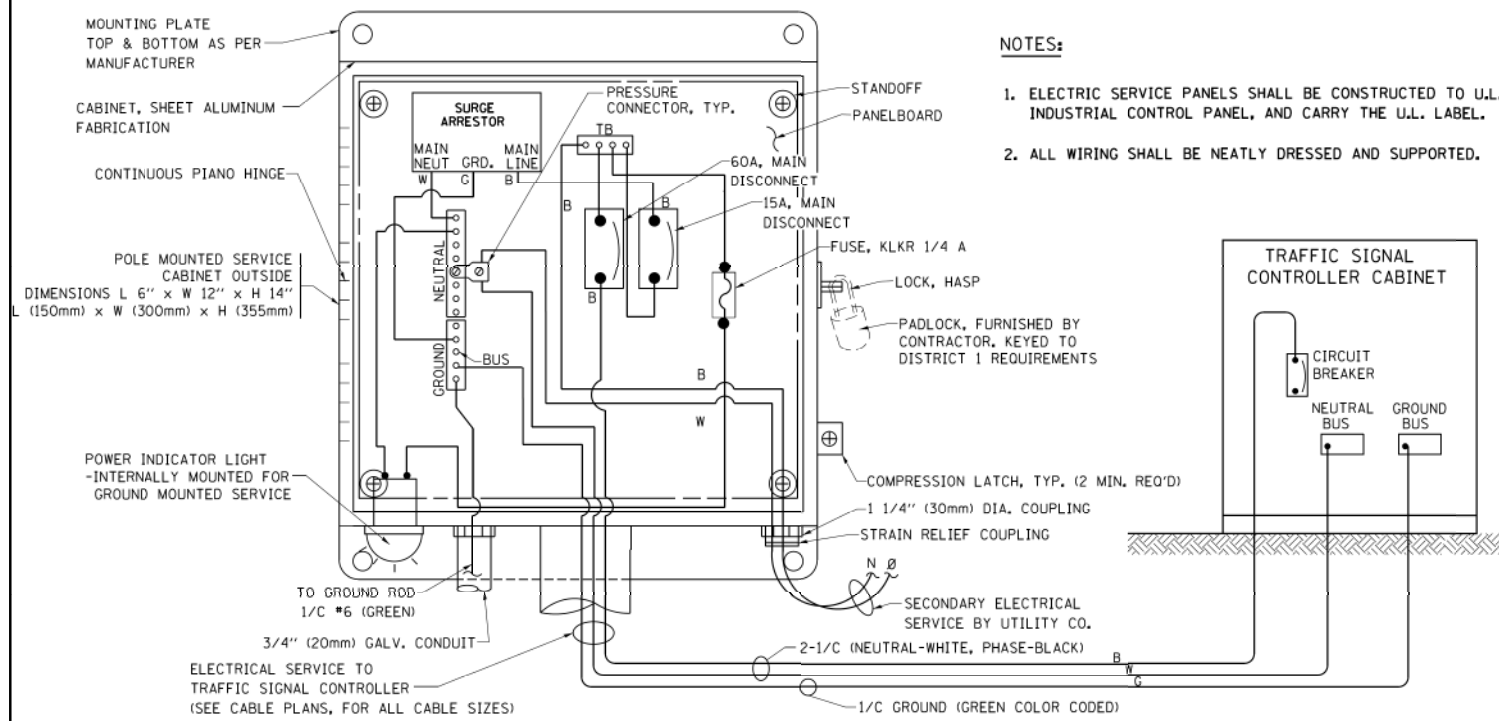 MOUNTING PLATE
TOP & BOTTOM AS PER
MANUFACTURER
CABINET, SHEET ALUMINUM
FABRICATION
CONTINUOUS PIANO HINGE
POLE MOUNTED SERVICE
CABINET OUTSIDE
DIMENSIONS L 6" x W 12" x H 14"
L (150mm) x W (300mm) x H (355mm)
POWER INDICATOR LIGHT
-INTERNALLY MOUNTED FOR
GROUND MOUNTED SERVICE
SURGE
ARRESTOR
MAIN
NEUT
GRD.
MAIN
LINE
W
G
B
PRESSURE
CONNECTOR, TYP.
TB
60A, MAIN
DISCONNECT
15A, MAIN
DISCONNECT
B
B
B
FUSE, KLKR 1/4 A
NEUTRAL
GROUND
BUS
B
W
STANDOFF
PANELBOARD
LOCK, HASP
PADLOCK, FURNISHED BY
CONTRACTOR. KEYED TO
DISTRICT 1 REQUIREMENTS
COMPRESSION LATCH, TYP. (2 MIN. REQ'D)
1 1/4" (30mm) DIA. COUPLING
STRAIN RELIEF COUPLING
N Ø
SECONDARY ELECTRICAL
SERVICE BY UTILITY CO.
TO GROUND ROD
1/C #6 (GREEN)
3/4" (20mm) GALV. CONDUIT
ELECTRICAL SERVICE TO
TRAFFIC SIGNAL CONTROLLER
(SEE CABLE PLANS, FOR ALL CABLE SIZES)
2-1/C (NEUTRAL-WHITE, PHASE-BLACK)
B
W
G
1/C GROUND (GREEN COLOR CODED)
NOTES:
1. ELECTRIC SERVICE PANELS SHALL BE CONSTRUCTED TO U.L.
INDUSTRIAL CONTROL PANEL, AND CARRY THE U.L. LABEL.
2. ALL WIRING SHALL BE NEATLY DRESSED AND SUPPORTED.
TRAFFIC SIGNAL
CONTROLLER CABINET
CIRCUIT
BREAKER
NEUTRAL
BUS
GROUND
BUS